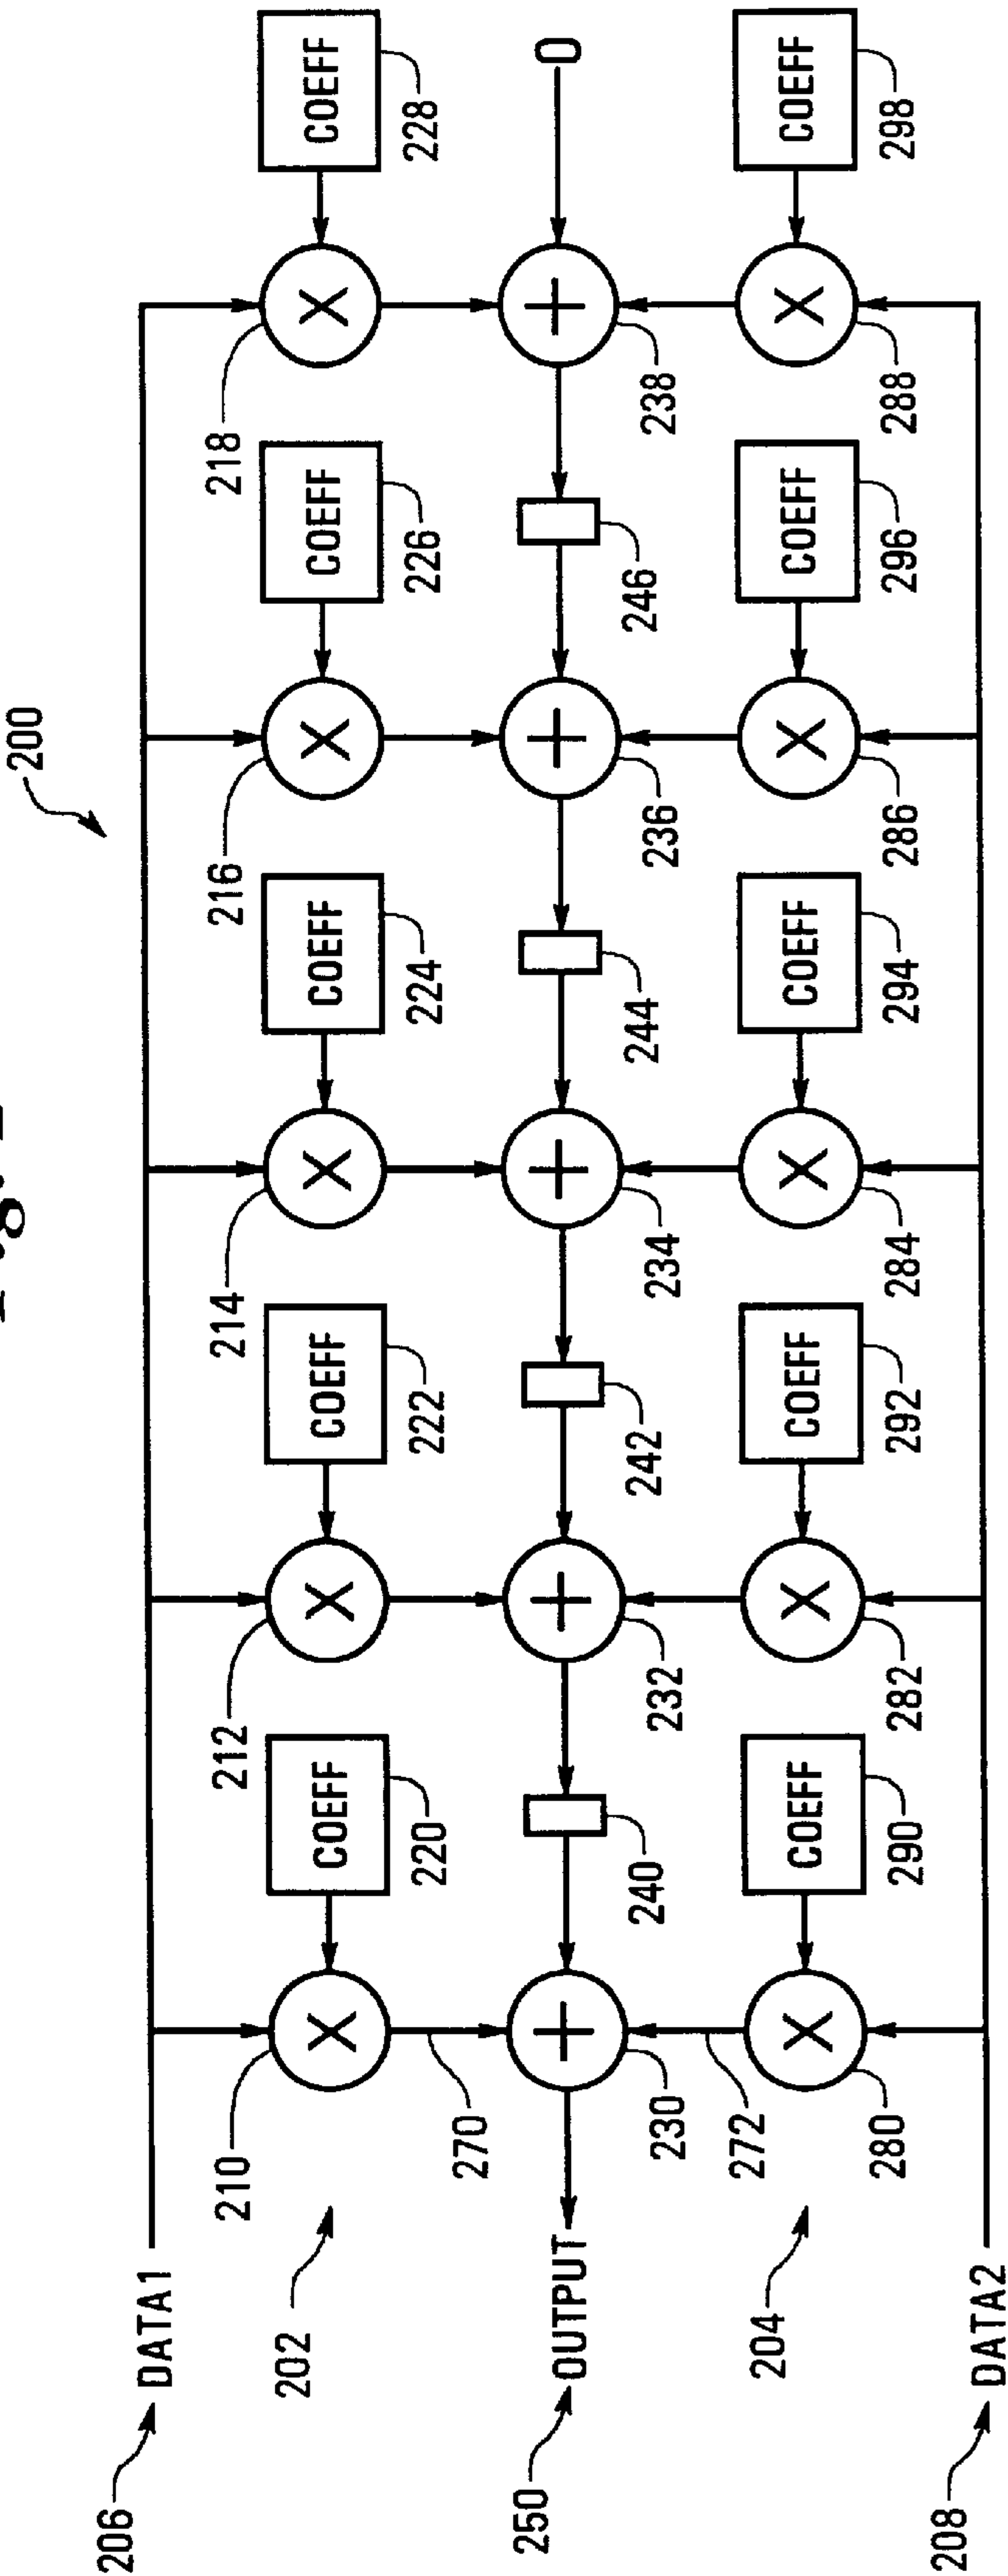 200
206 DATA1
210 212 214 216 218
202
X COEFF X COEFF X COEFF X COEFF X COEFF
220 222 224 226 228
270
250 OUTPUT + + + + + 0
240 242 244 246
230 232 234 236 238
272
204
X COEFF X COEFF X COEFF X COEFF X COEFF
280 290 282 292 284 294 286 296 288 298
208 DATA2